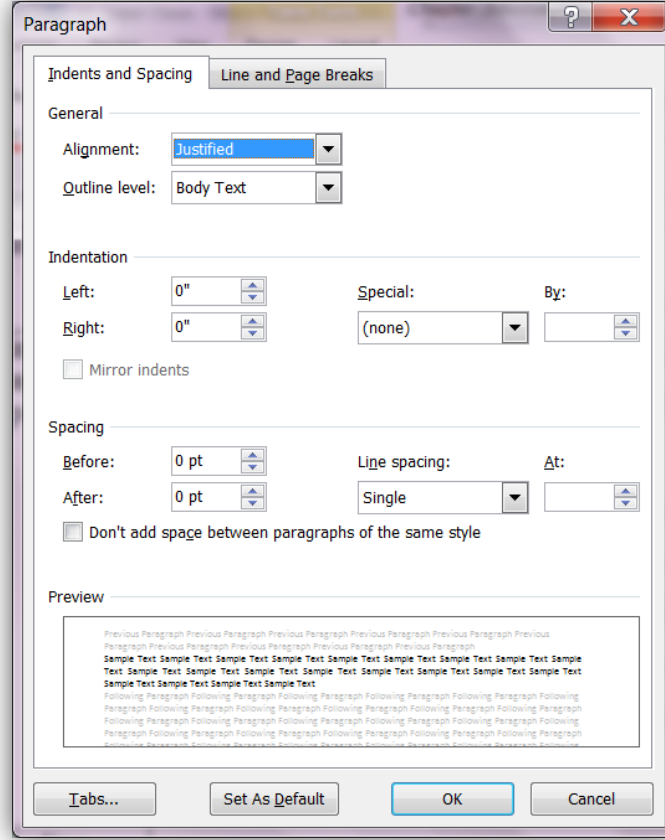 Paragraph
? X
Indents and Spacing Line and Page Breaks
General
Alignment: Justified
Outline level: Body Text
Indentation
Left: 0" Special: By:
Right: 0" (none)
Mirror indents
Spacing
Before: 0 pt Line spacing: At:
After: 0 pt Single
Don't add space between paragraphs of the same style
Preview
Previous Paragraph Previous Paragraph Previous Paragraph Previous Paragraph Previous Paragraph Previous
Paragraph Previous Paragraph Previous Paragraph Previous Paragraph Previous Paragraph
Sample Text Sample Text Sample Text Sample Text Sample Text Sample Text Sample Text Sample Text Sample
Text Sample Text Sample Text Sample Text Sample Text Sample Text Sample Text Sample Text Sample Text
Sample Text Sample Text Sample Text Sample Text
Following Paragraph Following Paragraph Following Paragraph Following Paragraph Following Paragraph Following
Paragraph Following Paragraph Following Paragraph Following Paragraph Following Paragraph Following Paragraph
Following Paragraph Following Paragraph Following Paragraph Following Paragraph Following Paragraph Following
Paragraph Following Paragraph Following Paragraph Following Paragraph Following Paragraph Following Paragraph
Tabs... Set As Default OK Cancel